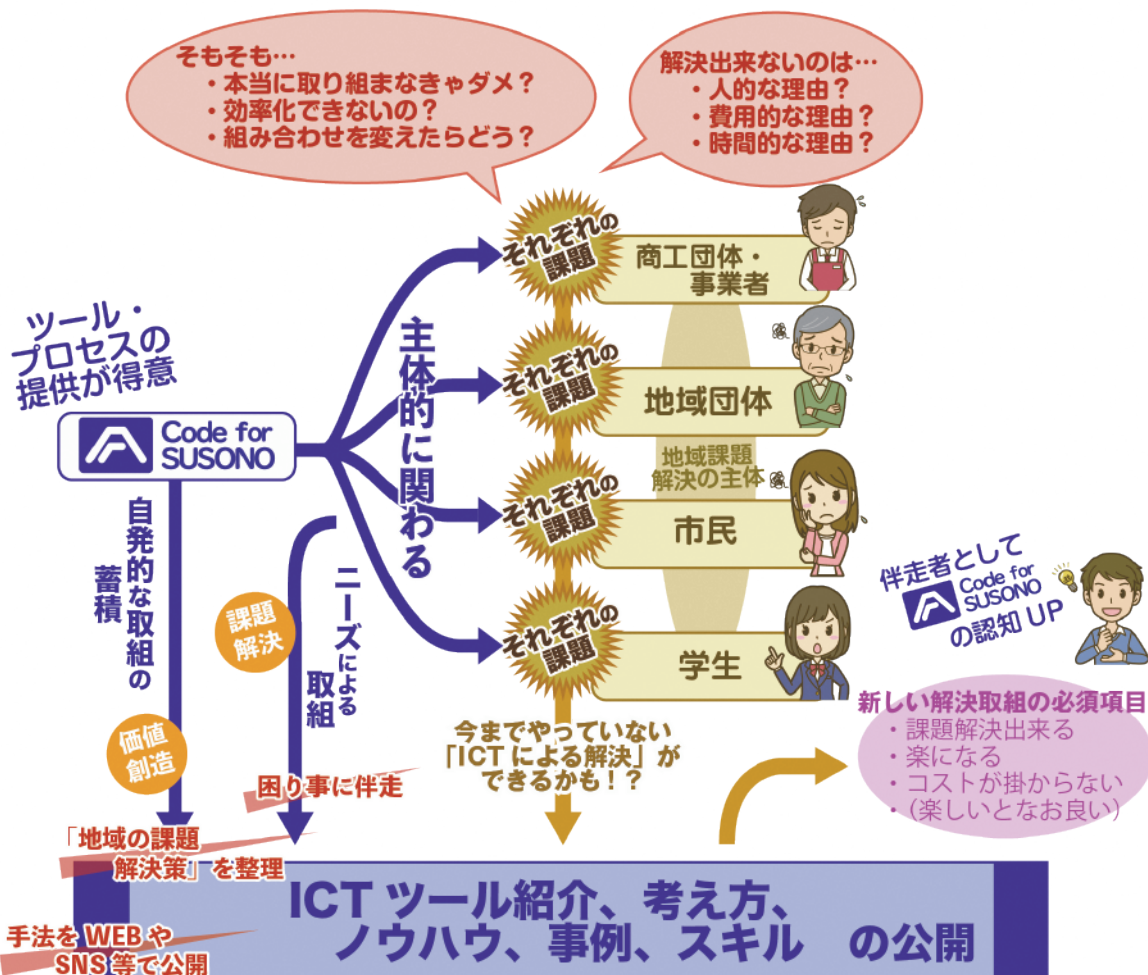 そもそも…
・本当に取り組まなきゃダメ？
・効率化できないの？
・組み合わせを変えたらどう？
解決出来ないのは…
・人的な理由？
・費用的な理由？
・時間的な理由？
それぞれの
課題
商工団体・
事業者
それぞれの
課題
地域団体
地域課題
解決の主体
それぞれの
課題
市民
それぞれの
課題
学生
ツール・
プロセスの
提供が得意
Code for
SUSONO
主体的に関わる
自発的な取組の
蓄積
価値
創造
課題
解決
ニーズによる
取組
困り事に伴走
今までやっていない
「ICTによる解決」が
できるかも！？
伴走者として
Code for
SUSONO
の認知 UP
新しい解決取組の必須項目
・課題解決出来る
・楽になる
・コストが掛からない
・（楽しいとなお良い）
「地域の課題
解決策」を整理
手法を WEB や
SNS 等で公開
ICT ツール紹介、考え方、
ノウハウ、事例、スキル　の公開